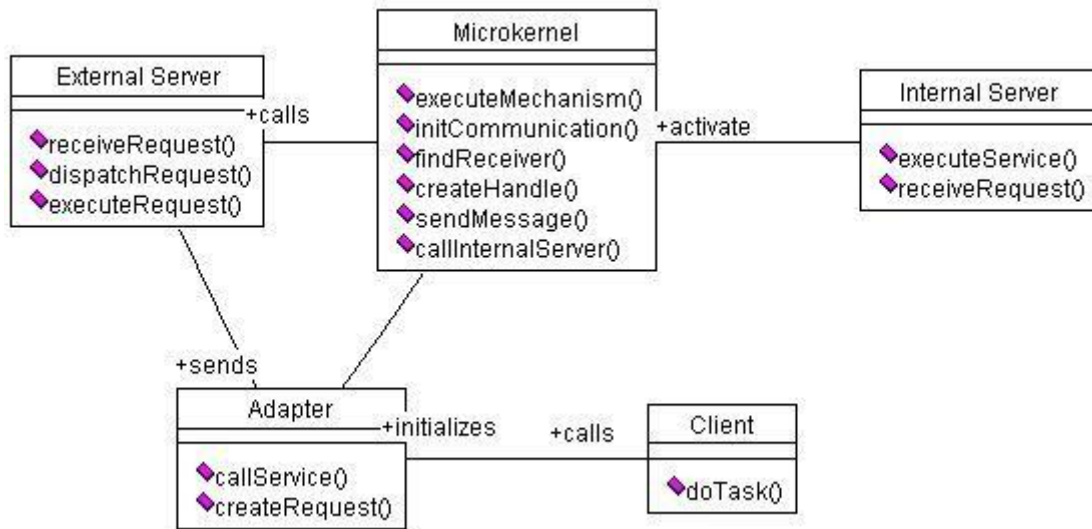 Microkernel
executeMechanism()
initCommunication()
findReceiver()
createHandle()
sendMessage()
callInternalServer()
External Server
receiveRequest()
dispatchRequest()
executeRequest()
+calls
+activate
Internal Server
executeService()
receiveRequest()
+sends
Adapter
callService()
createRequest()
+initializes
+calls
Client
doTask()